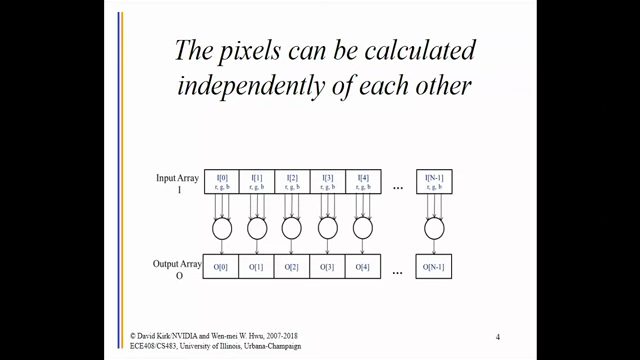 The pixels can be calculated
independently of each other
Input Array
I
I[0] I[1] I[2] I[3] I[4] ... I[N-1]
r, g, b r, g, b r, g, b r, g, b r, g, b r, g, b
Output Array
O
O[0] O[1] O[2] O[3] O[4] ... O[N-1]
© David Kirk/NVIDIA and Wen-mei W. Hwu, 2007-2018
ECE408/CS483, University of Illinois, Urbana-Champaign
4